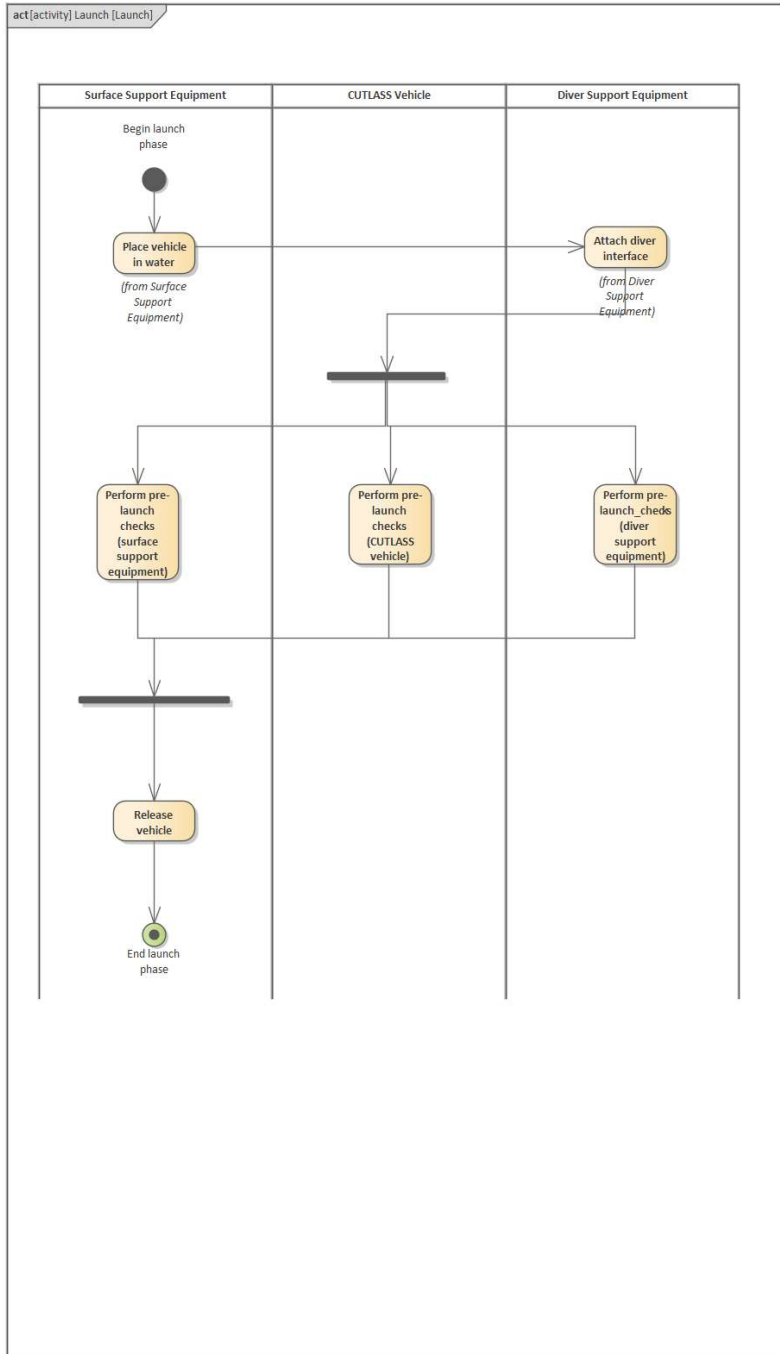 act [activity] Launch [Launch]
Surface Support Equipment
CUTLASS Vehicle
Diver Support Equipment
Begin launch
phase
Place vehicle
in water
(from Surface
Support
Equipment)
Attach diver
interface
(from Diver
Support
Equipment)
Perform pre-
launch
checks
(surface
support
equipment)
Perform pre-
launch
checks
(CUTLASS
vehicle)
Perform pre-
launch_checks
(diver
support
equipment)
Release
vehicle
End launch
phase